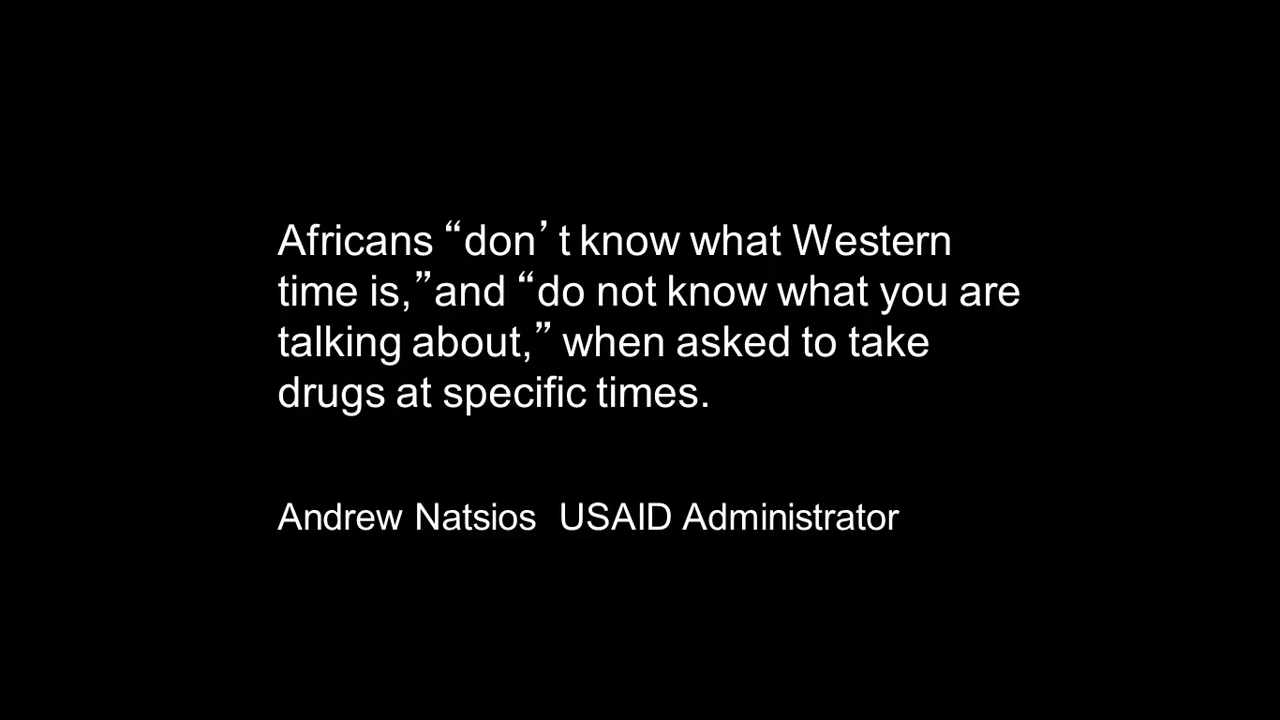 Africans “don’t know what Western
time is,”and “do not know what you are
talking about,” when asked to take
drugs at specific times.
Andrew Natsios  USAID Administrator